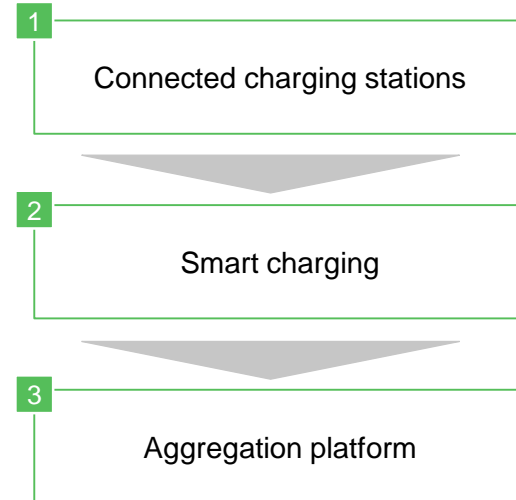 1
Connected charging stations
2
Smart charging
3
Aggregation platform